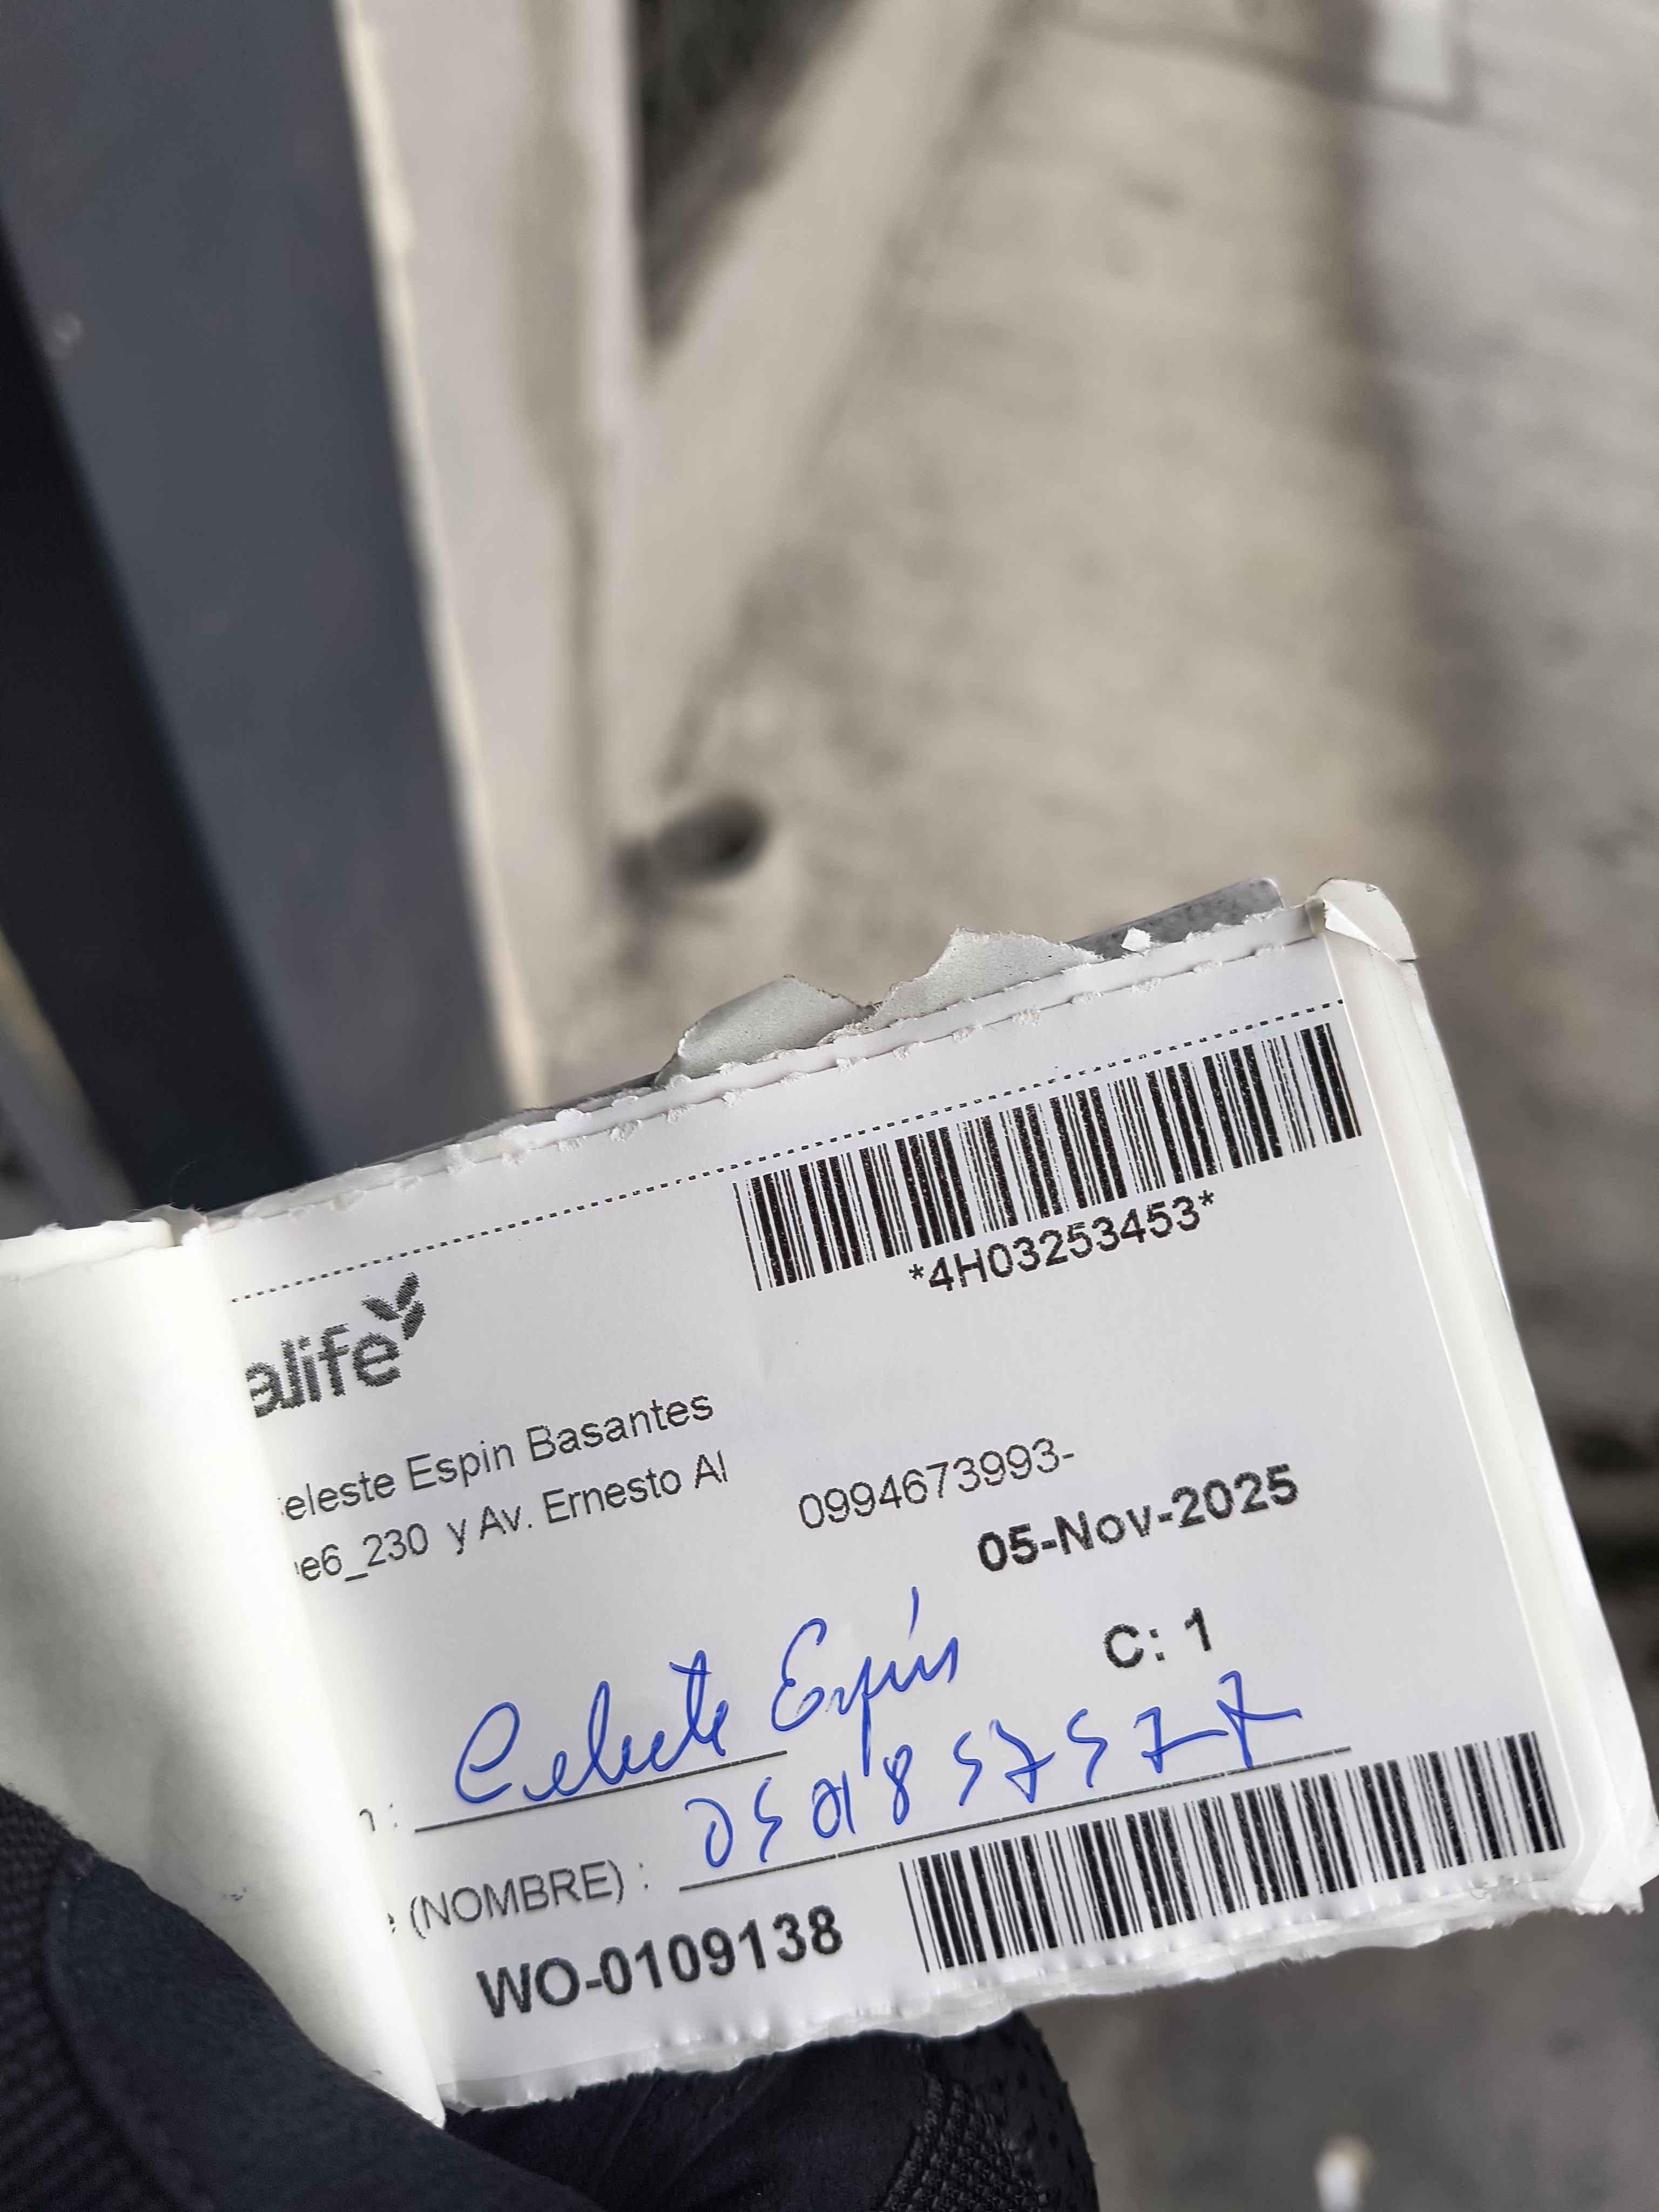 *4H03253453*
alife
eleste Espin Basantes
e6_230 y Av. Ernesto Al
0994673993-
05-Nov-2025
C: 1
Celeste Espín
: 0501857577
(NOMBRE) :
WO-0109138